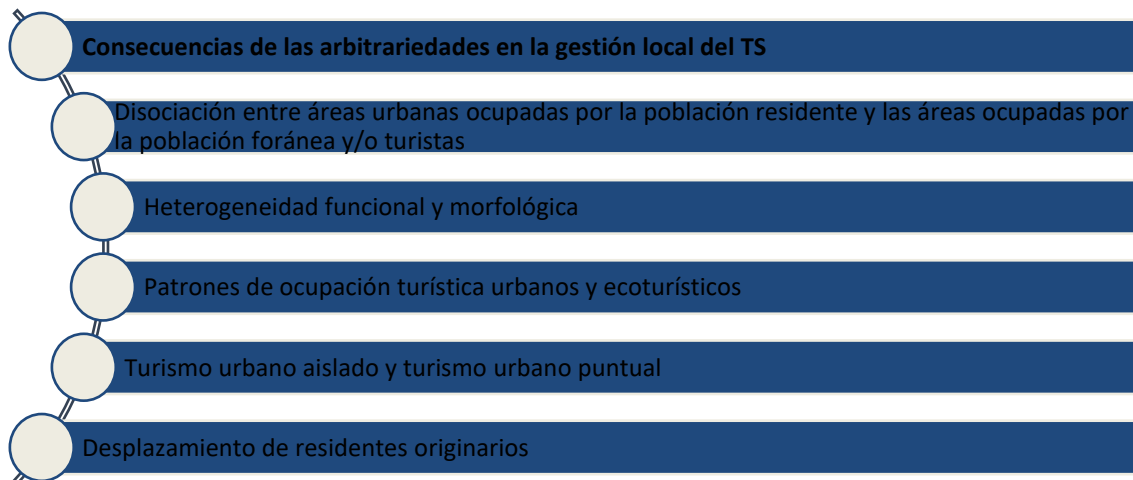 Consecuencias de las arbitrariedades en la gestión local del TS
Disociación entre áreas urbanas ocupadas por la población residente y las áreas ocupadas por
la población foránea y/o turistas
Heterogeneidad funcional y morfológica
Patrones de ocupación turística urbanos y ecoturísticos
Turismo urbano aislado y turismo urbano puntual
Desplazamiento de residentes originarios